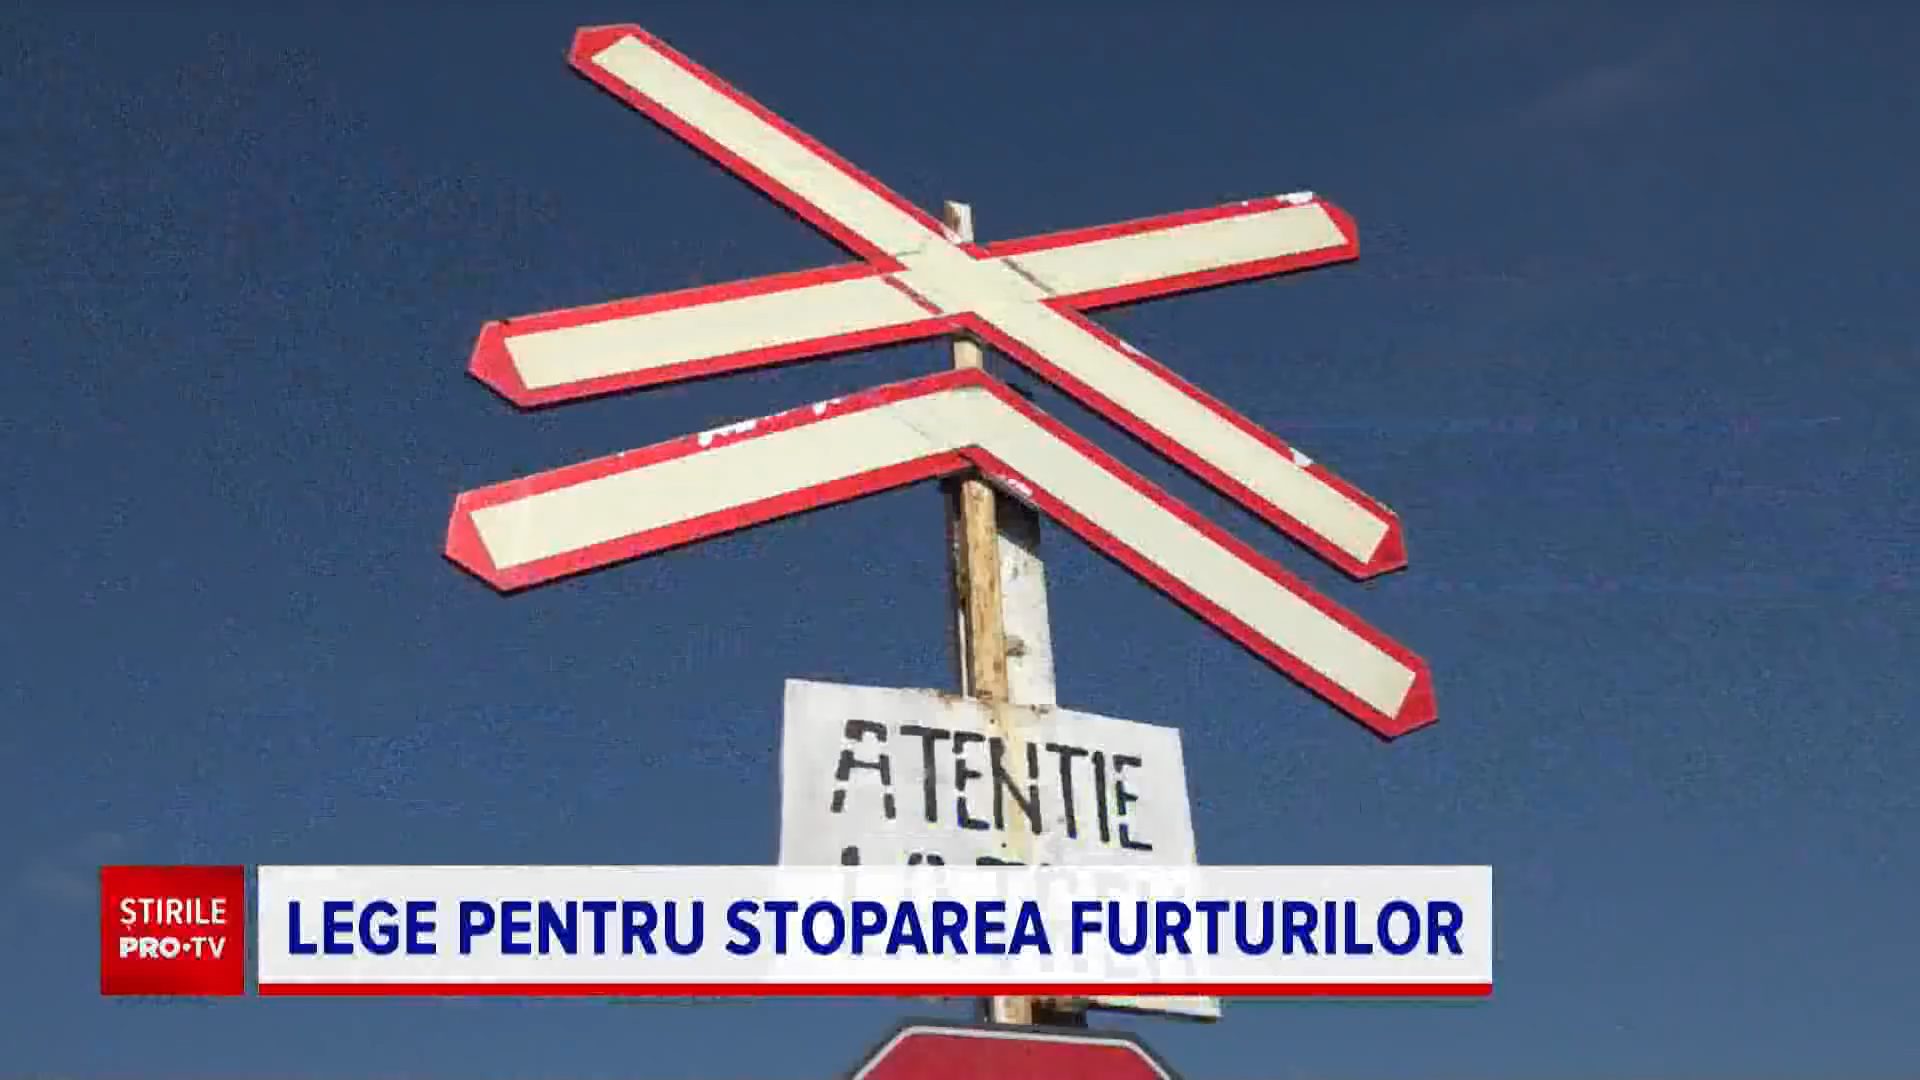 ATENTIE
ȘTIRILE
PRO•TV
LEGE PENTRU STOPAREA FURTURILOR